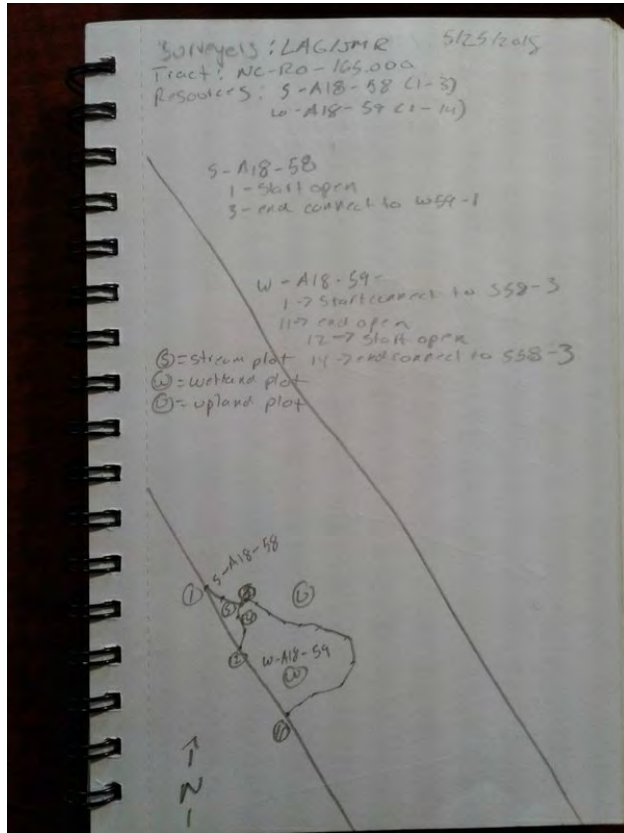 Surveyors: LAG/JMR 5/25/2015
Tract: NC-RO-165.000
Resources: S-A18-58 (1-3)
W-A18-59 (1-14)
S-A18-58
1 - start open
3 - end connect to W59-1
W-A18-59-
1 -> start connect to S58-3
11 -> end open
12 -> start open
Ⓢ = stream plot 14 -> end connect to S58-3
Ⓦ = wetland plot
Ⓤ = upland plot
S-A18-58
①
Ⓢ
Ⓤ
W-A18-59
Ⓦ
⑪
N